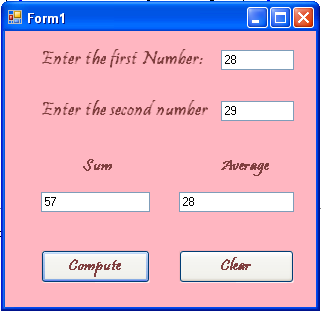 Form1
Enter the first Number: 28
Enter the second number 29
Sum Average
57 28
Compute Clear